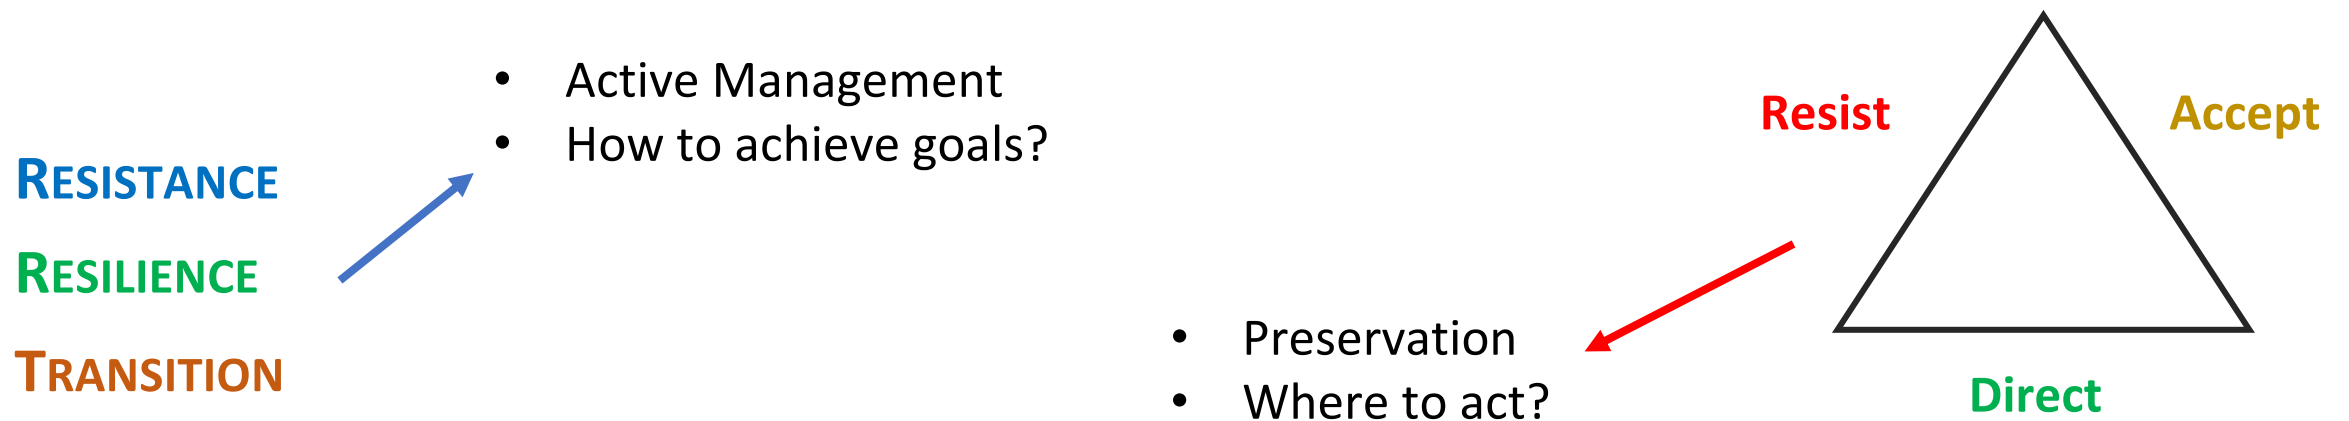 RESISTANCE
RESILIENCE
TRANSITION
• Active Management
• How to achieve goals?
• Preservation
• Where to act?
Resist
Accept
Direct